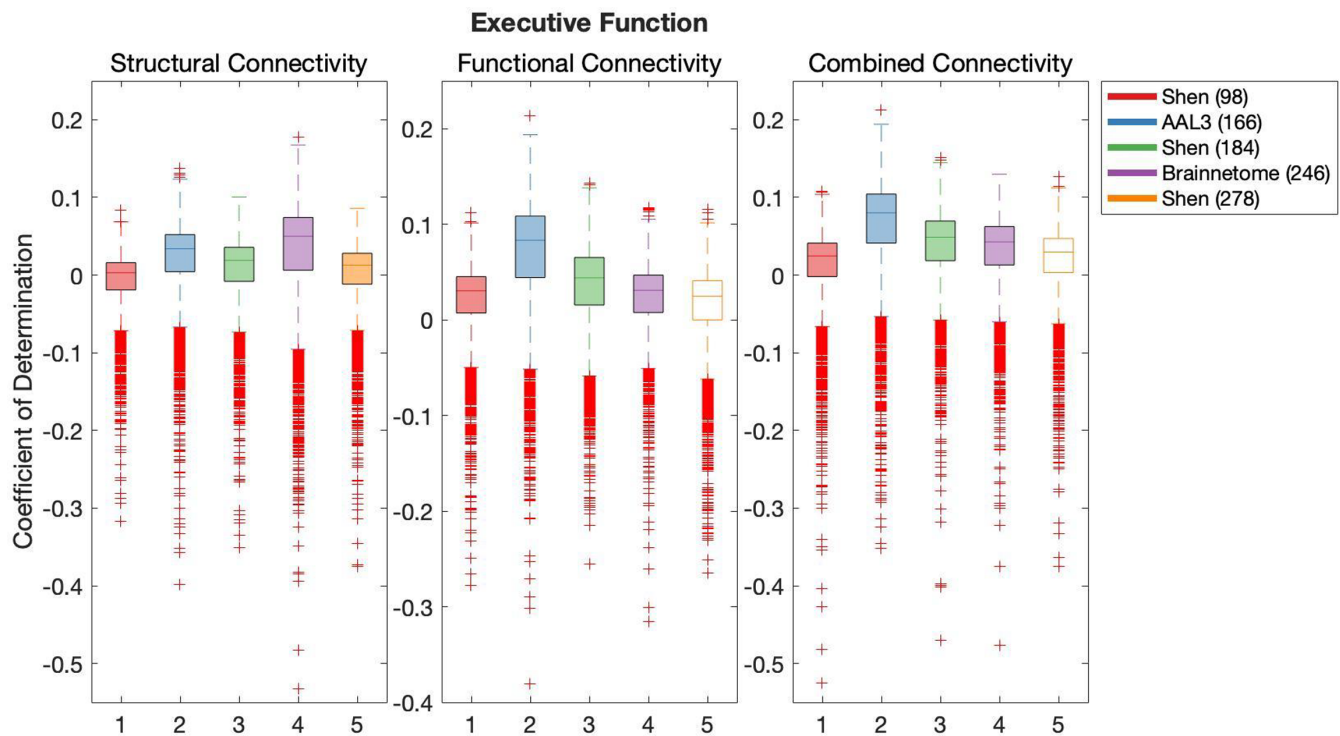 Executive Function
Structural Connectivity
Functional Connectivity
Combined Connectivity
Coefficient of Determination
0.2
0.1
0
-0.1
-0.2
-0.3
-0.4
-0.5
1 2 3 4 5
0.2
0.1
0
-0.1
-0.2
-0.3
-0.4
1 2 3 4 5
0.2
0.1
0
-0.1
-0.2
-0.3
-0.4
-0.5
1 2 3 4 5
Shen (98)
AAL3 (166)
Shen (184)
Brainnetome (246)
Shen (278)